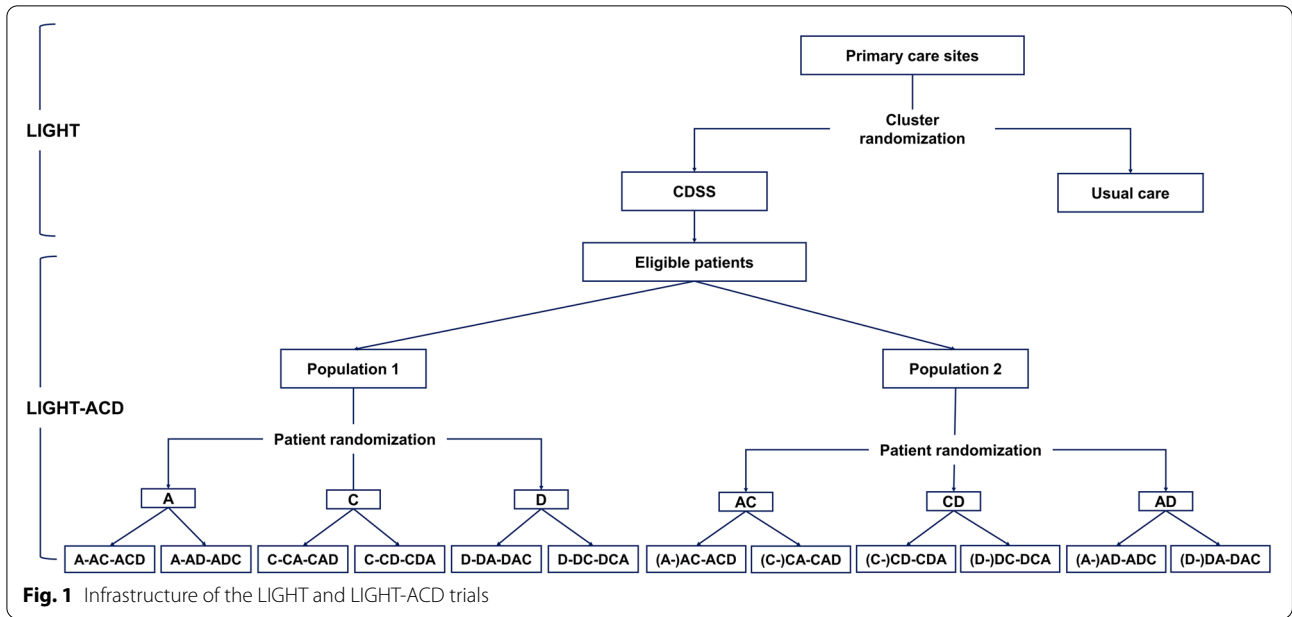 Primary care sites
LIGHT
Cluster
randomization
CDSS
Usual care
Eligible patients
Population 1
Population 2
LIGHT-ACD
Patient randomization
Patient randomization
A
C
D
AC
CD
AD
A-AC-ACD
A-AD-ADC
C-CA-CAD
C-CD-CDA
D-DA-DAC
D-DC-DCA
(A-)AC-ACD
(C-)CA-CAD
(C-)CD-CDA
(D-)DC-DCA
(A-)AD-ADC
(D-)DA-DAC
Fig. 1 Infrastructure of the LIGHT and LIGHT-ACD trials